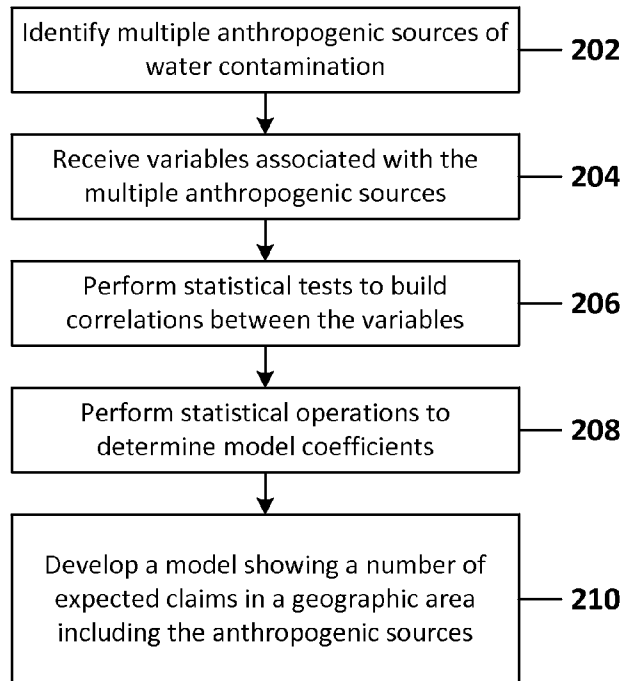 Identify multiple anthropogenic sources of
water contamination
202
Receive variables associated with the
multiple anthropogenic sources
204
Perform statistical tests to build
correlations between the variables
206
Perform statistical operations to
determine model coefficients
208
Develop a model showing a number of
expected claims in a geographic area
including the anthropogenic sources
210